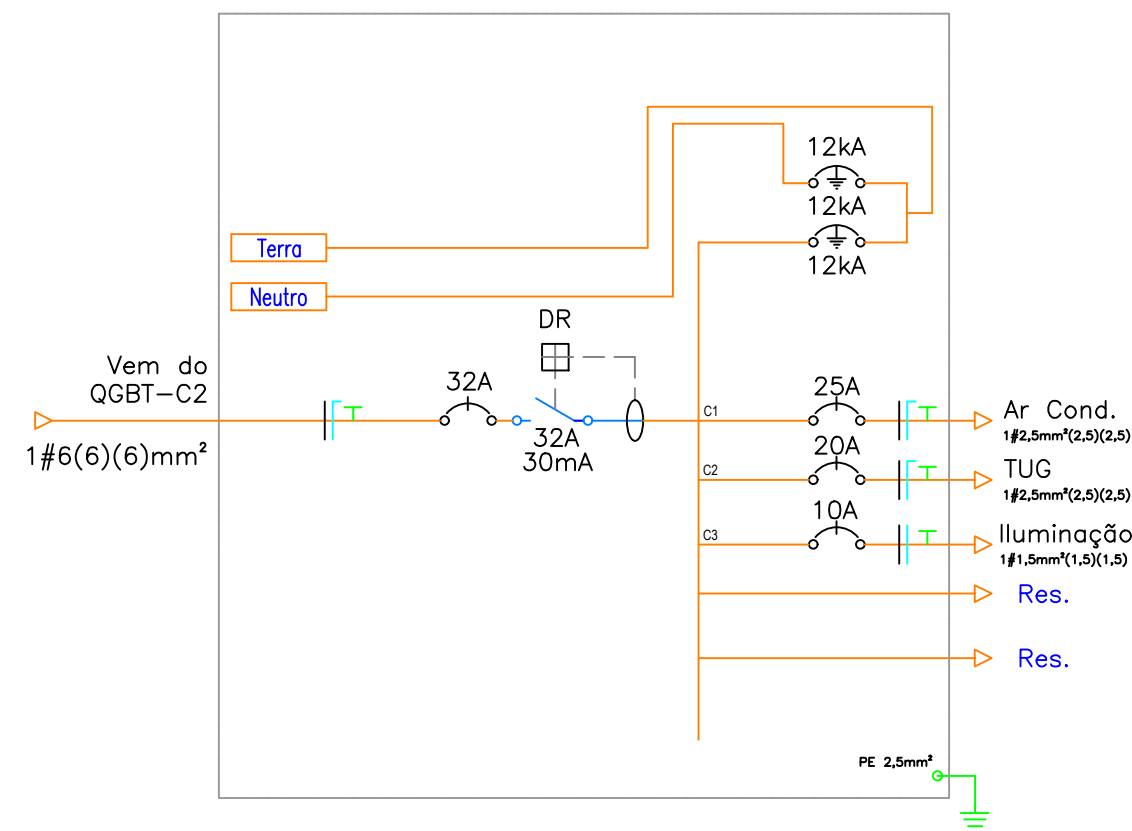 12kA
12kA
12kA
Terra
Neutro
DR
Vem do
QGBT-C2
1#6(6)(6)mm²
32A
32A
30mA
C1
25A
Ar Cond.
1#2,5mm²(2,5)(2,5)
C2
20A
TUG
1#2,5mm²(2,5)(2,5)
C3
10A
Iluminação
1#1,5mm²(1,5)(1,5)
Res.
Res.
PE 2,5mm²